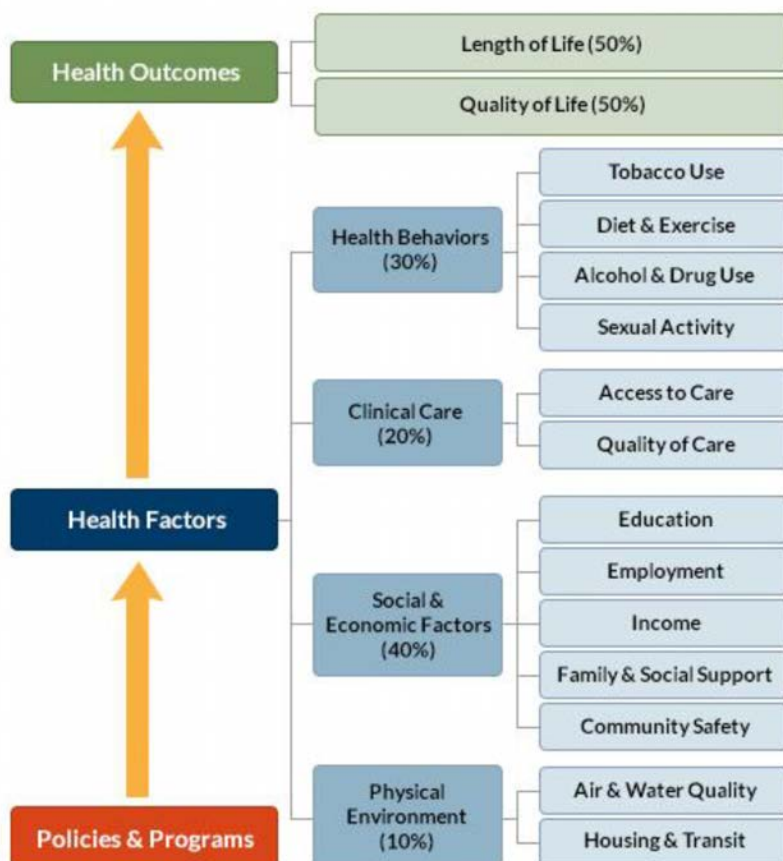 Health Outcomes
Length of Life (50%)
Quality of Life (50%)
Health Factors
Health Behaviors
(30%)
Tobacco Use
Diet & Exercise
Alcohol & Drug Use
Sexual Activity
Clinical Care
(20%)
Access to Care
Quality of Care
Social &
Economic Factors
(40%)
Education
Employment
Income
Family & Social Support
Community Safety
Physical
Environment
(10%)
Air & Water Quality
Housing & Transit
Policies & Programs